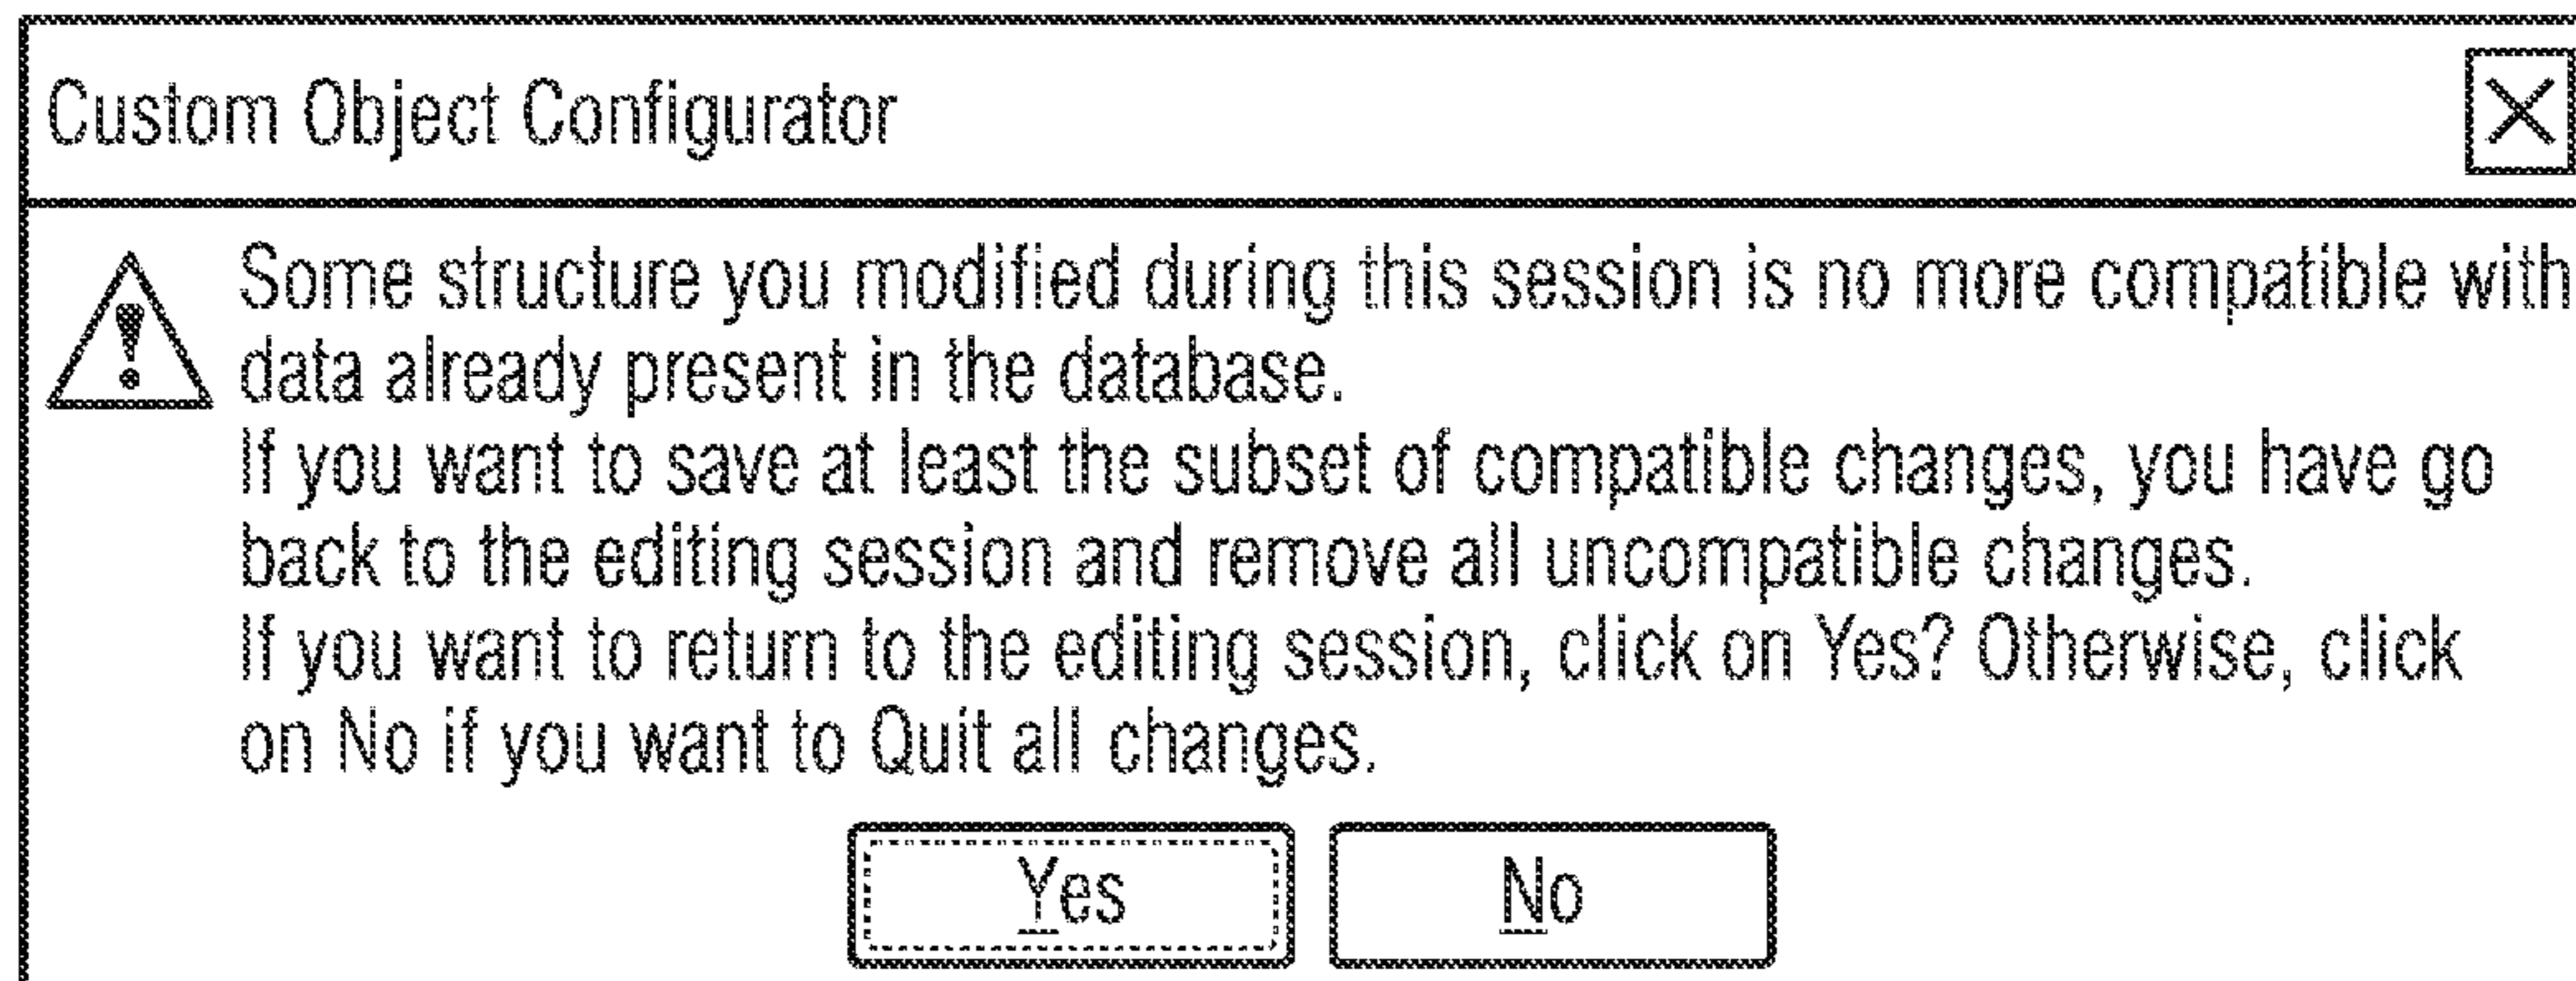 Custom Object Configurator
Some structure you modified during this session is no more compatible with
data already present in the database.
If you want to save at least the subset of compatible changes, you have go
back to the editing session and remove all uncompatible changes.
If you want to return to the editing session, click on Yes? Otherwise, click
on No if you want to Quit all changes.
Yes No